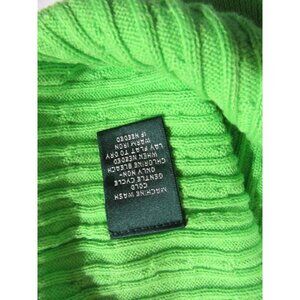 MACHINE WASH
COLD
GENTLE CYCLE
ONLY NON-
CHLORINE BLEACH
WHEN NEEDED
LAY FLAT TO DRY
WARM IRON
IF NEEDED